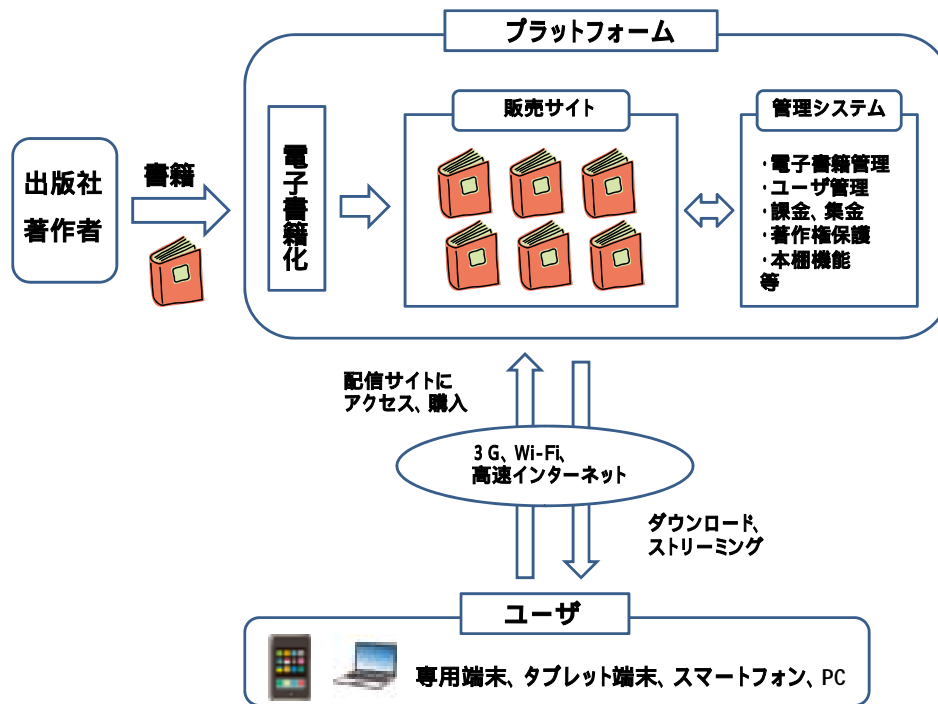 プラットフォーム
出版社
著作者
書籍
電子書籍化
販売サイト
管理システム
・電子書籍管理
・ユーザ管理
・課金、集金
・著作権保護
・本棚機能
等
配信サイトに
アクセス、購入
3G、Wi-Fi、
高速インターネット
ダウンロード、
ストリーミング
ユーザ
専用端末、タブレット端末、スマートフォン、PC